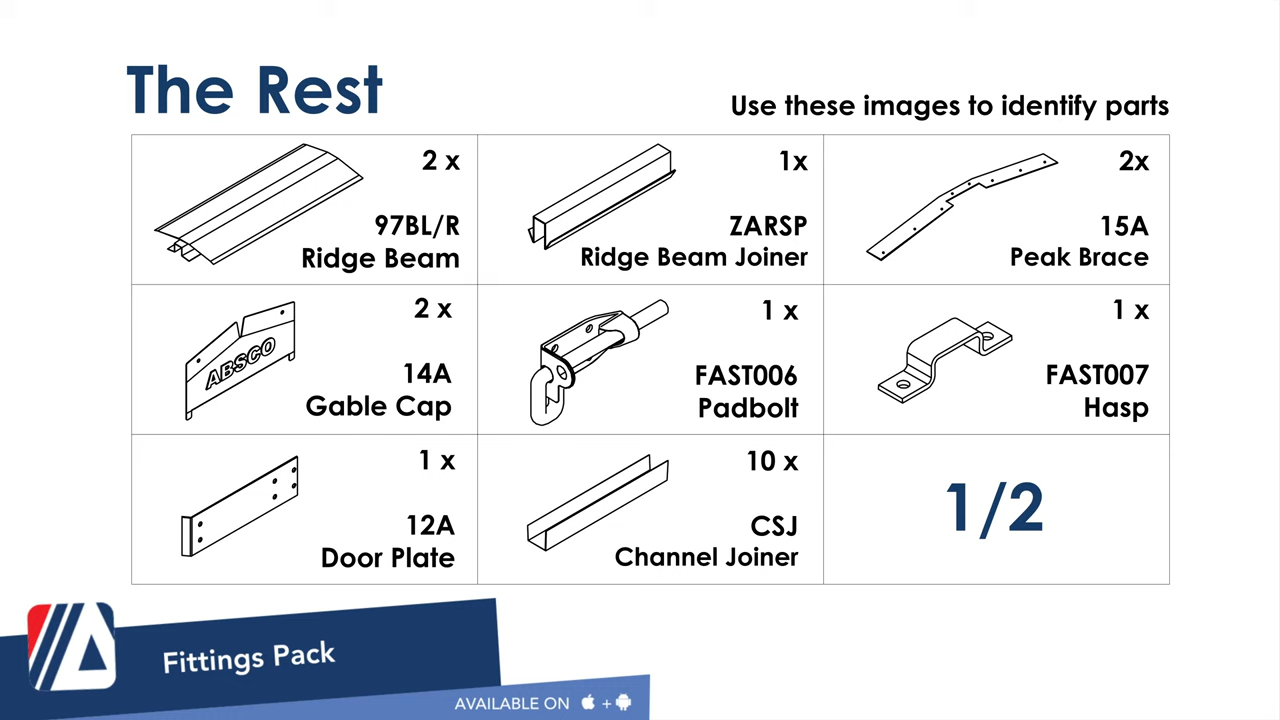 The Rest
Use these images to identify parts
2 x
97BL/R
Ridge Beam
1x
ZARSP
Ridge Beam Joiner
2x
15A
Peak Brace
ABSCO
2 x
14A
Gable Cap
1 x
FAST006
Padbolt
1 x
FAST007
Hasp
1 x
12A
Door Plate
10 x
CSJ
Channel Joiner
1/2
Fittings Pack
AVAILABLE ON +